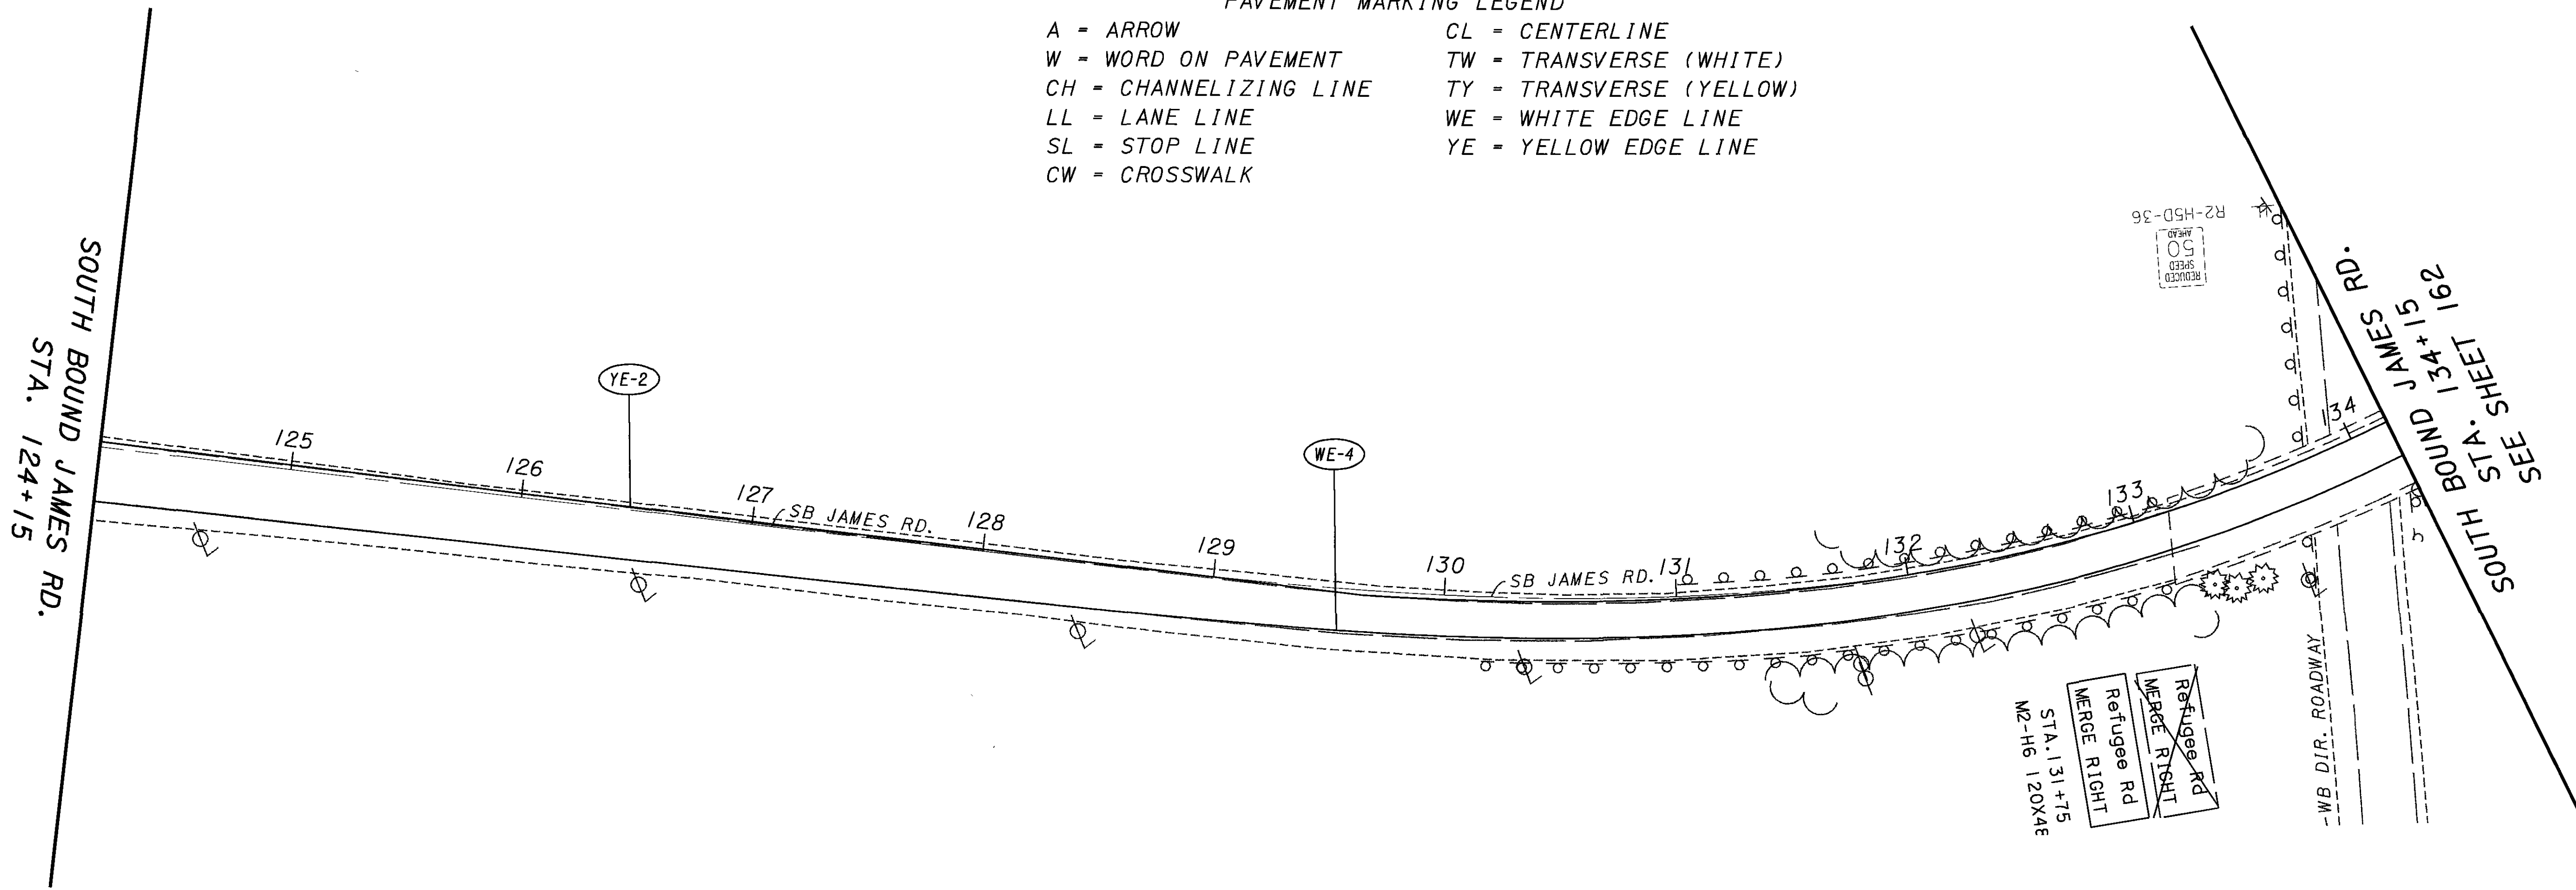 PAVEMENT MARKING LEGEND
A = ARROW
W = WORD ON PAVEMENT
CH = CHANNELIZING LINE
LL = LANE LINE
SL = STOP LINE
CW = CROSSWALK
CL = CENTERLINE
TW = TRANSVERSE (WHITE)
TY = TRANSVERSE (YELLOW)
WE = WHITE EDGE LINE
YE = YELLOW EDGE LINE
SOUTH BOUND JAMES RD.
STA. 124+15
125
126
YE-2
127
SB JAMES RD.
128
129
WE-4
130
SB JAMES RD.
131
132
133
134
R2-H5D-36
REDUCED
SPEED
50
AHEAD
SOUTH BOUND JAMES RD.
STA. 134+15
SEE SHEET 162
Refugee Rd
MERGE RIGHT
Refugee Rd
MERGE RIGHT
STA.131+75
M2-H6 120X48
WB DIR. ROADWAY